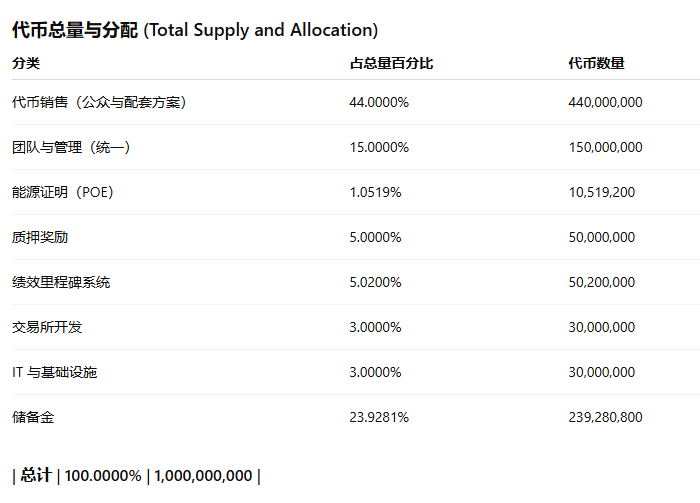 代币总量与分配 (Total Supply and Allocation)
分类 占总量百分比 代币数量
代币销售（公众与配套方案） 44.0000% 440,000,000
团队与管理（统一） 15.0000% 150,000,000
能源证明（POE） 1.0519% 10,519,200
质押奖励 5.0000% 50,000,000
绩效里程碑系统 5.0200% 50,200,000
交易所开发 3.0000% 30,000,000
IT 与基础设施 3.0000% 30,000,000
储备金 23.9281% 239,280,800
| 总计 | 100.0000% | 1,000,000,000 |